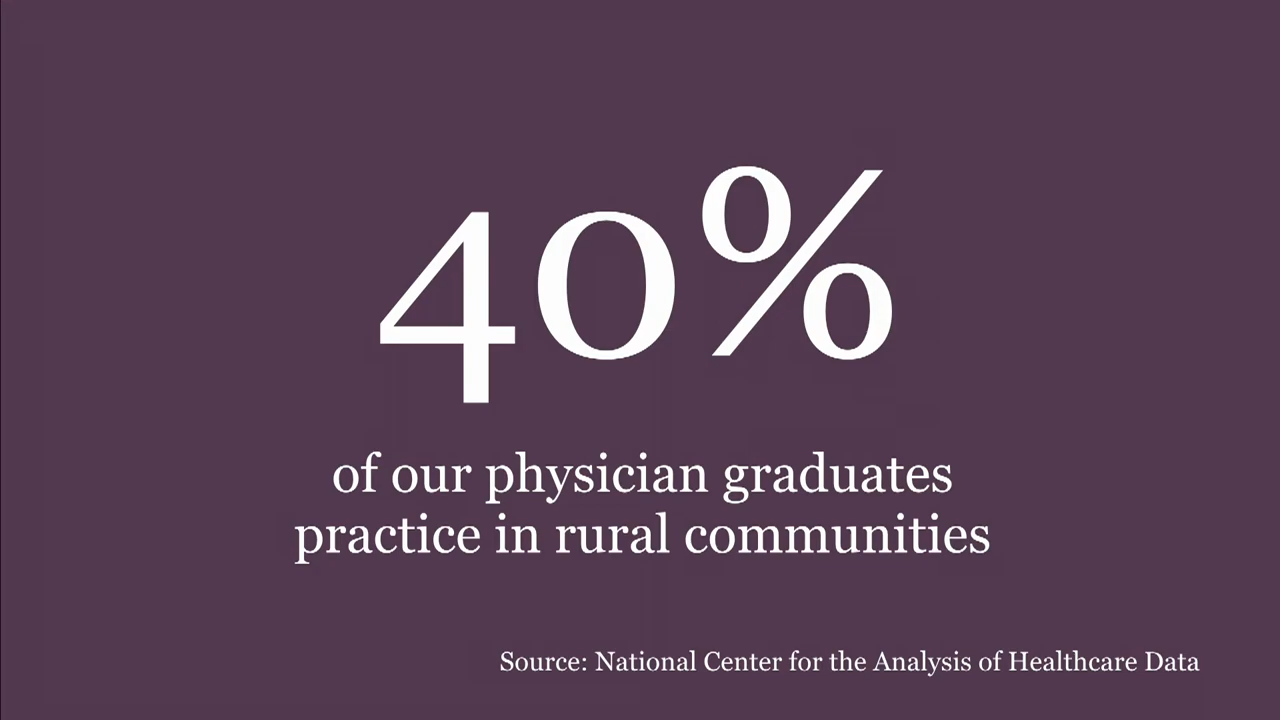 40%
of our physician graduates
practice in rural communities
Source: National Center for the Analysis of Healthcare Data